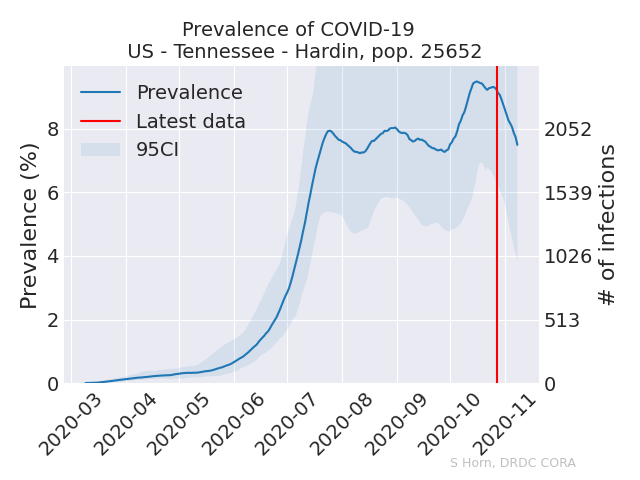 Prevalence of COVID-19
US - Tennessee - Hardin, pop. 25652
Prevalence
Latest data
95CI
Prevalence (%)
8
6
4
2
0
2052
1539
1026
513
0
# of infections
2020-03
2020-04
2020-05
2020-06
2020-07
2020-08
2020-09
2020-10
2020-11
S Horn, DRDC CORA